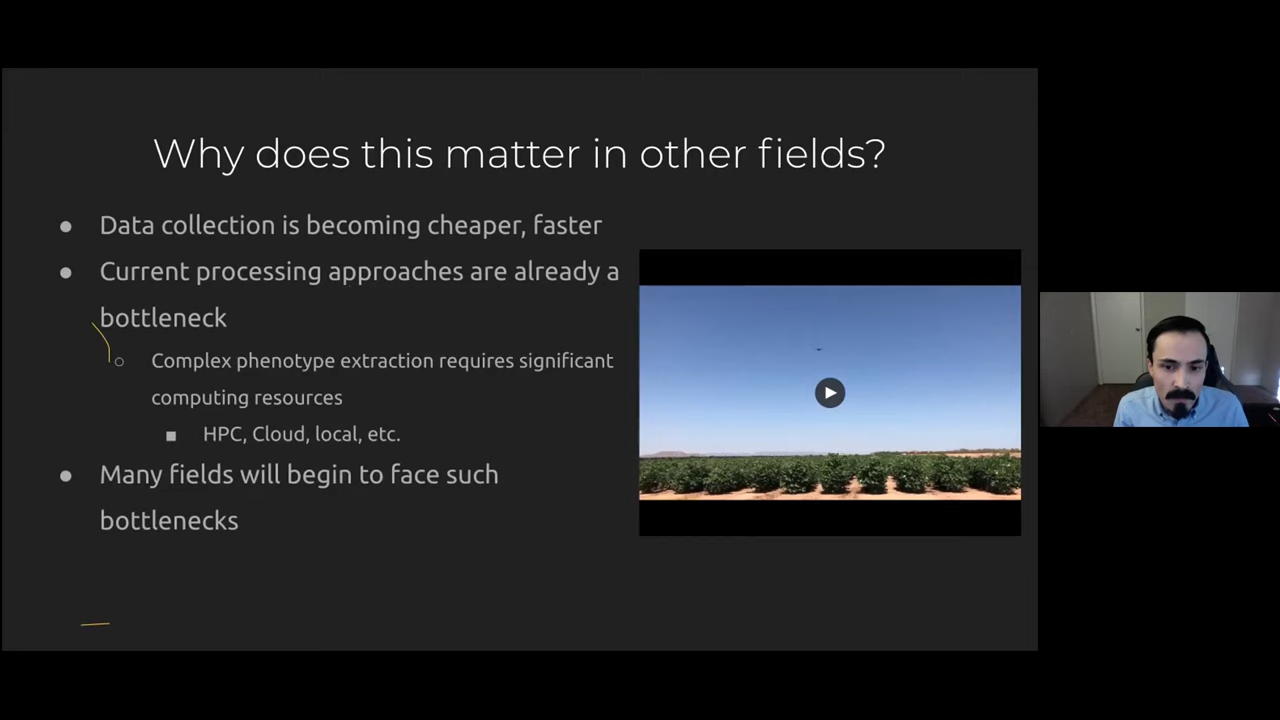 Why does this matter in other fields?
● Data collection is becoming cheaper, faster
● Current processing approaches are already a
bottleneck
○ Complex phenotype extraction requires significant
computing resources
■ HPC, Cloud, local, etc.
● Many fields will begin to face such
bottlenecks